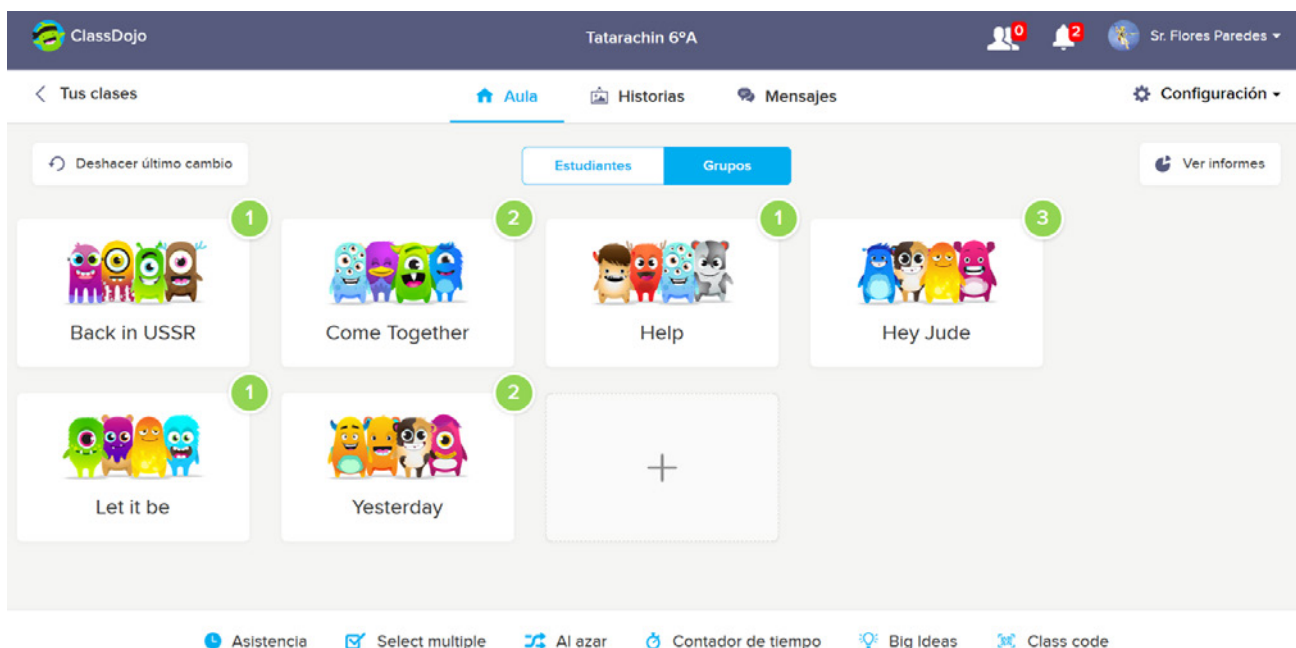 ClassDojo
Tatarachin 6ºA
0
2
Sr. Flores Paredes
Tus clases
Aula
Historias
Mensajes
Configuración
Deshacer último cambio
Estudiantes
Grupos
Ver informes
1
2
1
3
Back in USSR
Come Together
Help
Hey Jude
1
2
Let it be
Yesterday
Asistencia
Select multiple
Al azar
Contador de tiempo
Big Ideas
Class code